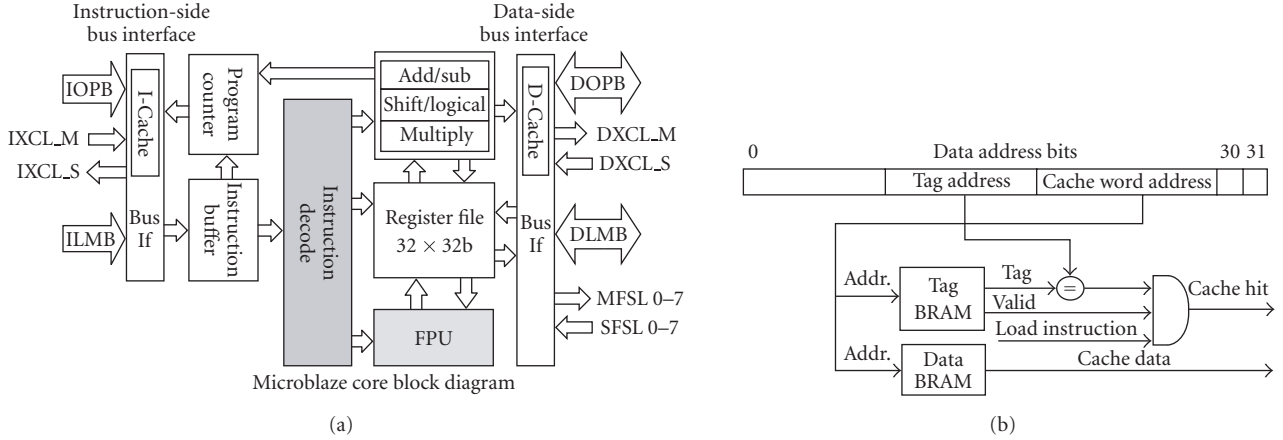 Instruction-side
bus interface
Data-side
bus interface
IOPB
IXCL_M
IXCL_S
ILMB
I-Cache
Bus
If
Program
counter
Instruction
buffer
Instruction
decode
Add/sub
Shift/logical
Multiply
Register file
32 × 32b
FPU
D-Cache
Bus
If
DOPB
DXCL_M
DXCL_S
DLMB
MFSL 0–7
SFSL 0–7
Microblaze core block diagram
(a)
0
Data address bits
30 31
Tag address
Cache word address
Addr.
Tag
BRAM
Tag
Valid
=
Load instruction
Cache hit
Addr.
Data
BRAM
Cache data
(b)